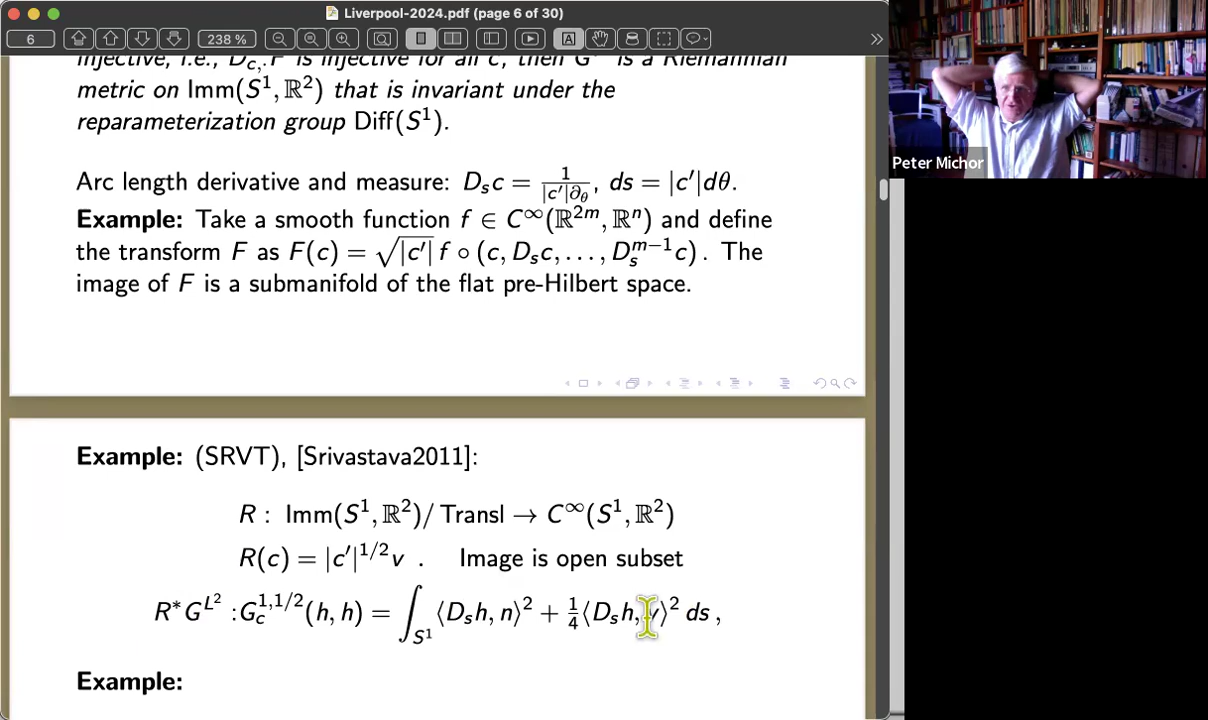 Liverpool-2024.pdf (page 6 of 30)
6
238 %
injective, i.e., D_{c,·}F is injective for all c, then G^F is a Riemannian
metric on Imm(S¹, ℝ²) that is invariant under the
reparameterization group Diff(S¹).
Peter Michor
Arc length derivative and measure: D_s c = \frac{1}{|c′|∂_θ}, ds = |c′|dθ.
Example: Take a smooth function f ∈ C^∞(ℝ^{2m}, ℝⁿ) and define
the transform F as F(c) = √|c′| f ∘ (c, D_s c, . . . , D_s^{m−1} c) . The
image of F is a submanifold of the flat pre-Hilbert space.
Example: (SRVT), [Srivastava2011]:
R : Imm(S¹, ℝ²)/ Transl → C^∞(S¹, ℝ²)
R(c) = |c′|^{1/2} v . Image is open subset
R*G^{L²} : G_c^{1,1/2}(h, h) = ∫_{S¹} ⟨D_s h, n⟩² + ¼⟨D_s h, v⟩² ds ,
Example: